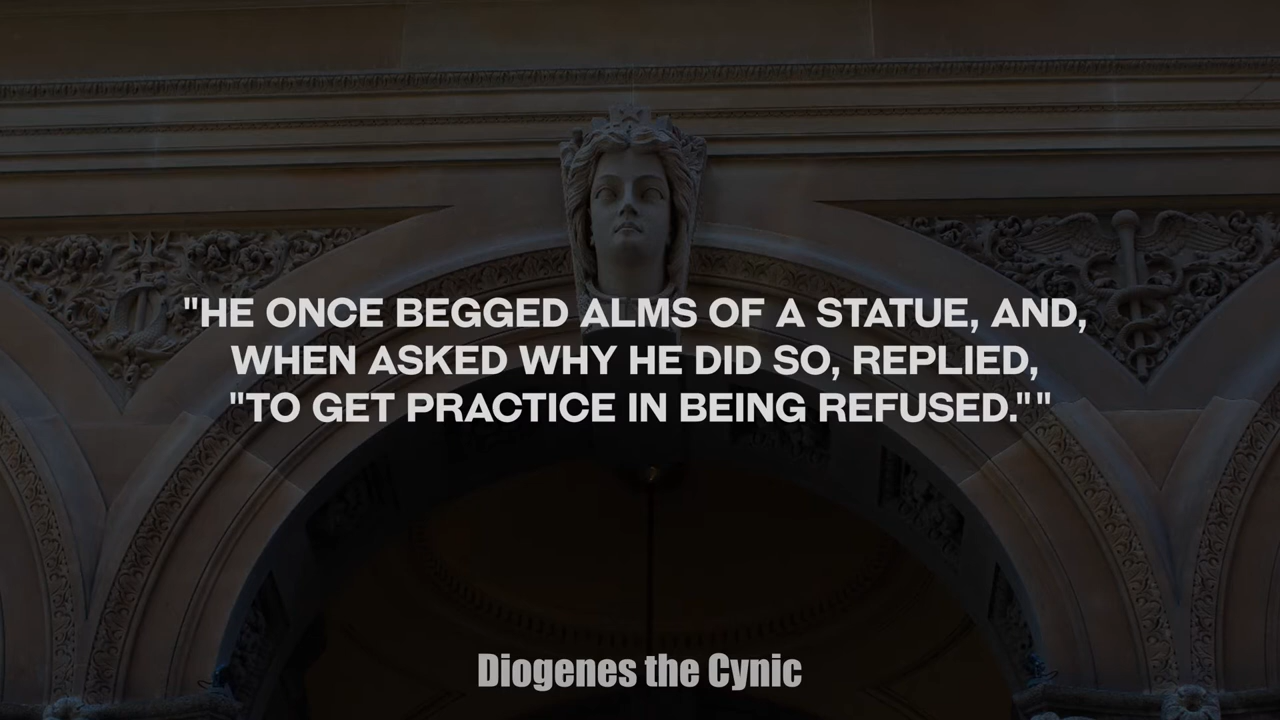 "HE ONCE BEGGED ALMS OF A STATUE, AND,
WHEN ASKED WHY HE DID SO, REPLIED,
"TO GET PRACTICE IN BEING REFUSED.""
Diogenes the Cynic